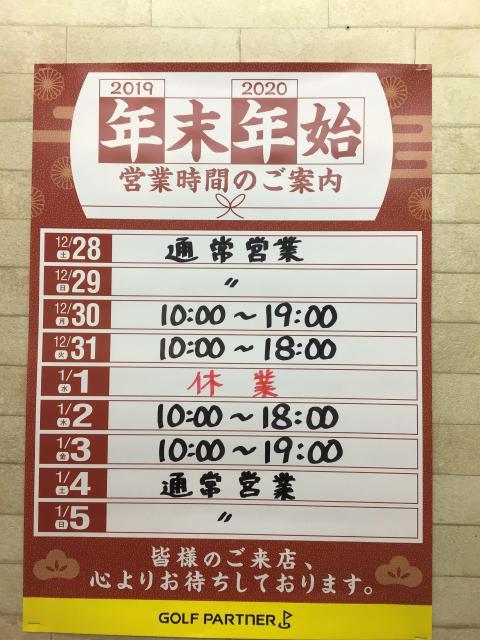 2019 2020
年末年始
営業時間のご案内
12/28 土 通常営業
12/29 日 〃
12/30 月 10:00～19:00
12/31 火 10:00～18:00
1/1 水 休業
1/2 木 10:00～18:00
1/3 金 10:00～19:00
1/4 土 通常営業
1/5 日 〃
皆様のご来店、
心よりお待ちしております。
GOLF PARTNER